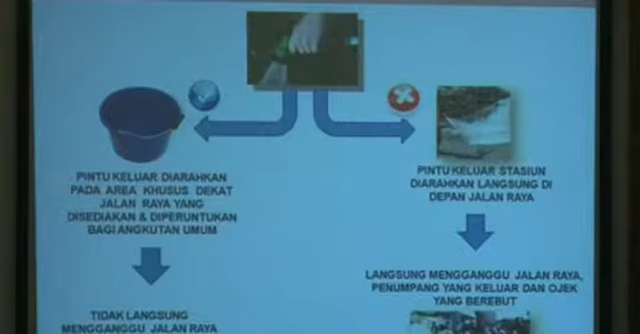 PINTU KELUAR DIARAHKAN
PADA AREA KHUSUS DEKAT
JALAN RAYA YANG
DISEDIAKAN & DIPERUNTUKAN
BAGI ANGKUTAN UMUM
TIDAK LANGSUNG
MENGGANGU JALAN RAYA
PINTU KELUAR STASIUN
DIARAHKAN LANGSUNG DI
DEPAN JALAN RAYA
LANGSUNG MENGGANGU JALAN RAYA,
PENUMPANG YANG KELUAR DAN OJEK
YANG BEREBUT